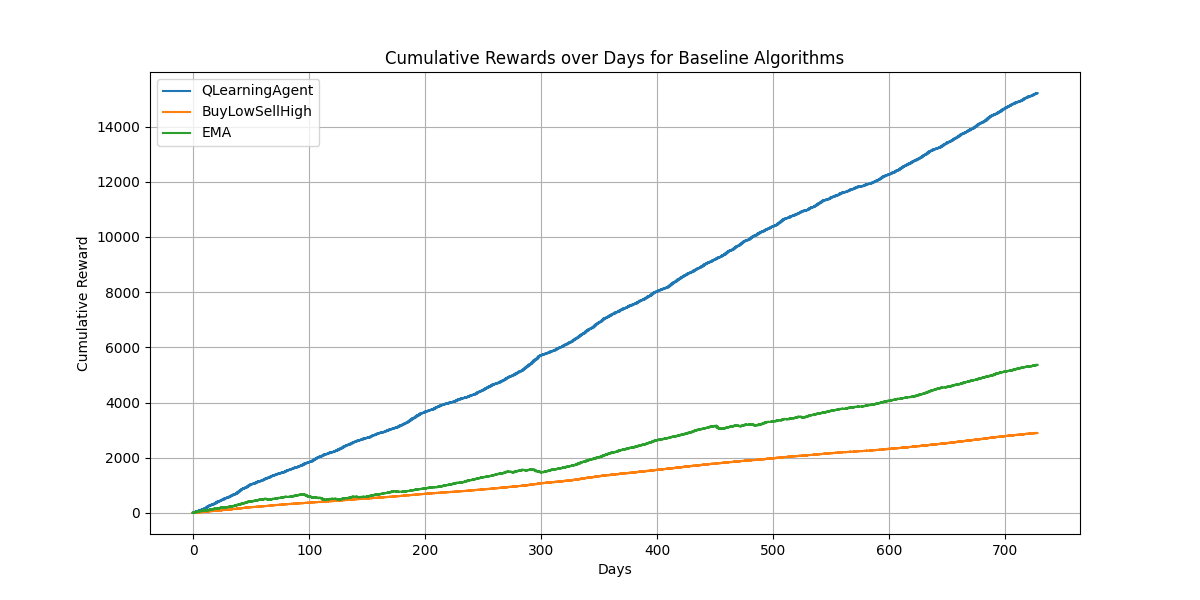 Cumulative Rewards over Days for Baseline Algorithms
QLearningAgent
BuyLowSellHigh
EMA
Cumulative Reward
14000
12000
10000
8000
6000
4000
2000
0
0 100 200 300 400 500 600 700
Days